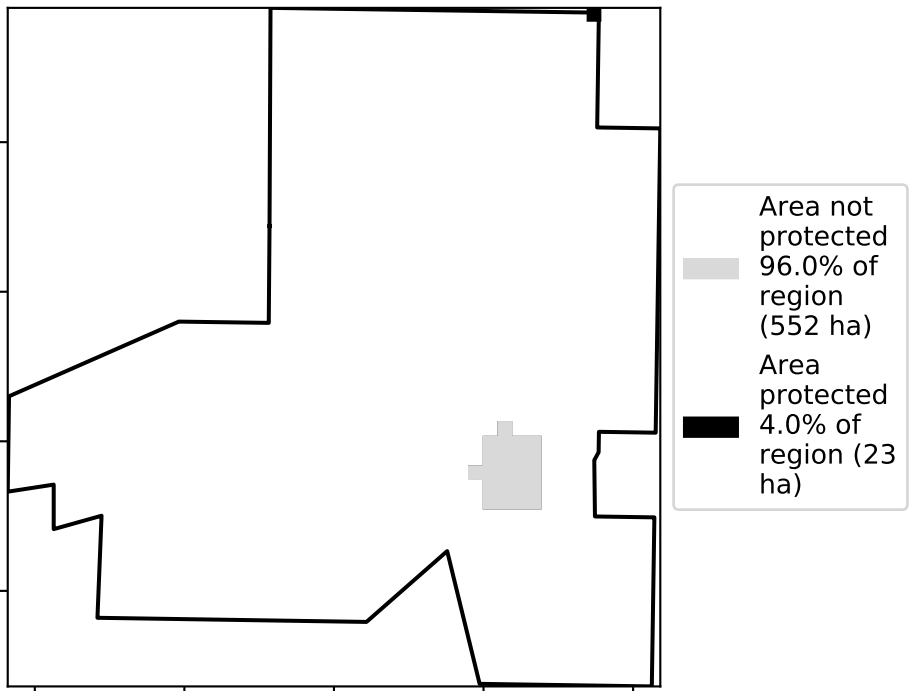 Area not
protected
96.0% of
region
(552 ha)
Area
protected
4.0% of
region (23
ha)